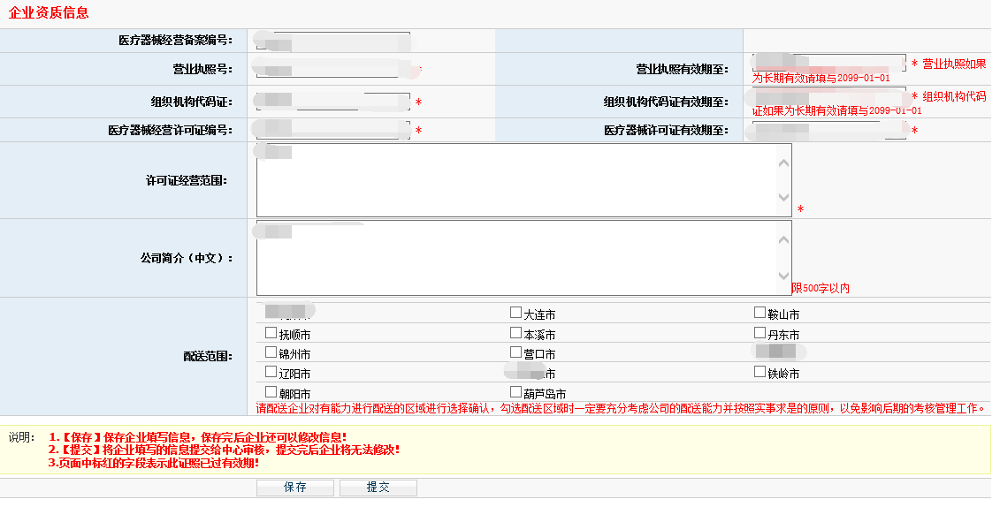 企业资质信息
医疗器械经营备案编号：
营业执照号： * 营业执照有效期至： * 营业执照如果
为长期有效请填写2099-01-01
组织机构代码证： * 组织机构代码证有效期至： * 组织机构代码
证如果为长期有效请填写2099-01-01
医疗器械经营许可证编号： * 医疗器械许可证有效期至： *
许可证经营范围： *
公司简介（中文）： 限500字以内
配送范围：
大连市 鞍山市
抚顺市 本溪市 丹东市
锦州市 营口市
辽阳市 市 铁岭市
朝阳市 葫芦岛市
请配送企业对有能力进行配送的区域进行选择确认，勾选配送区域时一定要充分考虑公司的配送能力并按照实事求是的原则，以免影响后期的考核管理工作。
说明： 1.【保存】保存企业填写信息，保存完后企业还可以修改信息！
2.【提交】将企业填写的信息提交给中心审核，提交完后企业将无法修改！
3.页面中标红的字段表示此证照已过有效期！
保存 提交